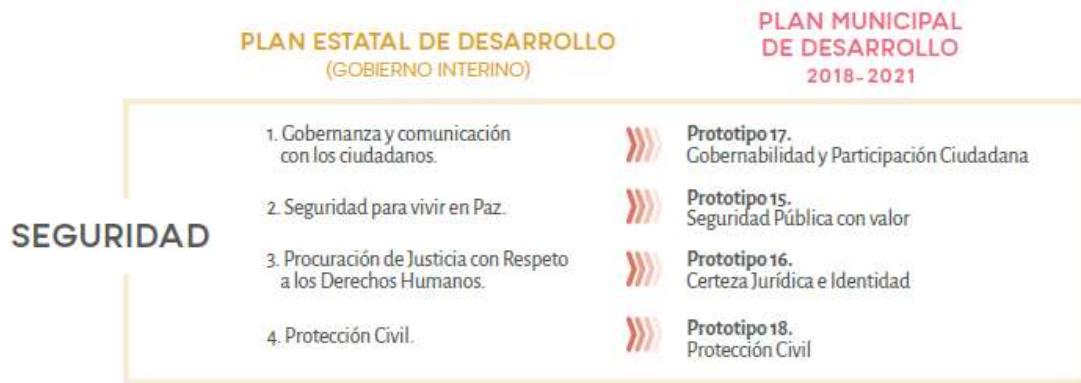 PLAN ESTATAL DE DESARROLLO
(GOBIERNO INTERINO)
PLAN MUNICIPAL
DE DESARROLLO
2018-2021
SEGURIDAD
1. Gobernanza y comunicación
con los ciudadanos.
Prototipo 17.
Gobernabilidad y Participación Ciudadana
2. Seguridad para vivir en Paz.
Prototipo 15.
Seguridad Pública con valor
3. Procuración de Justicia con Respeto
a los Derechos Humanos.
Prototipo 16.
Certeza Jurídica e Identidad
4. Protección Civil.
Prototipo 18.
Protección Civil